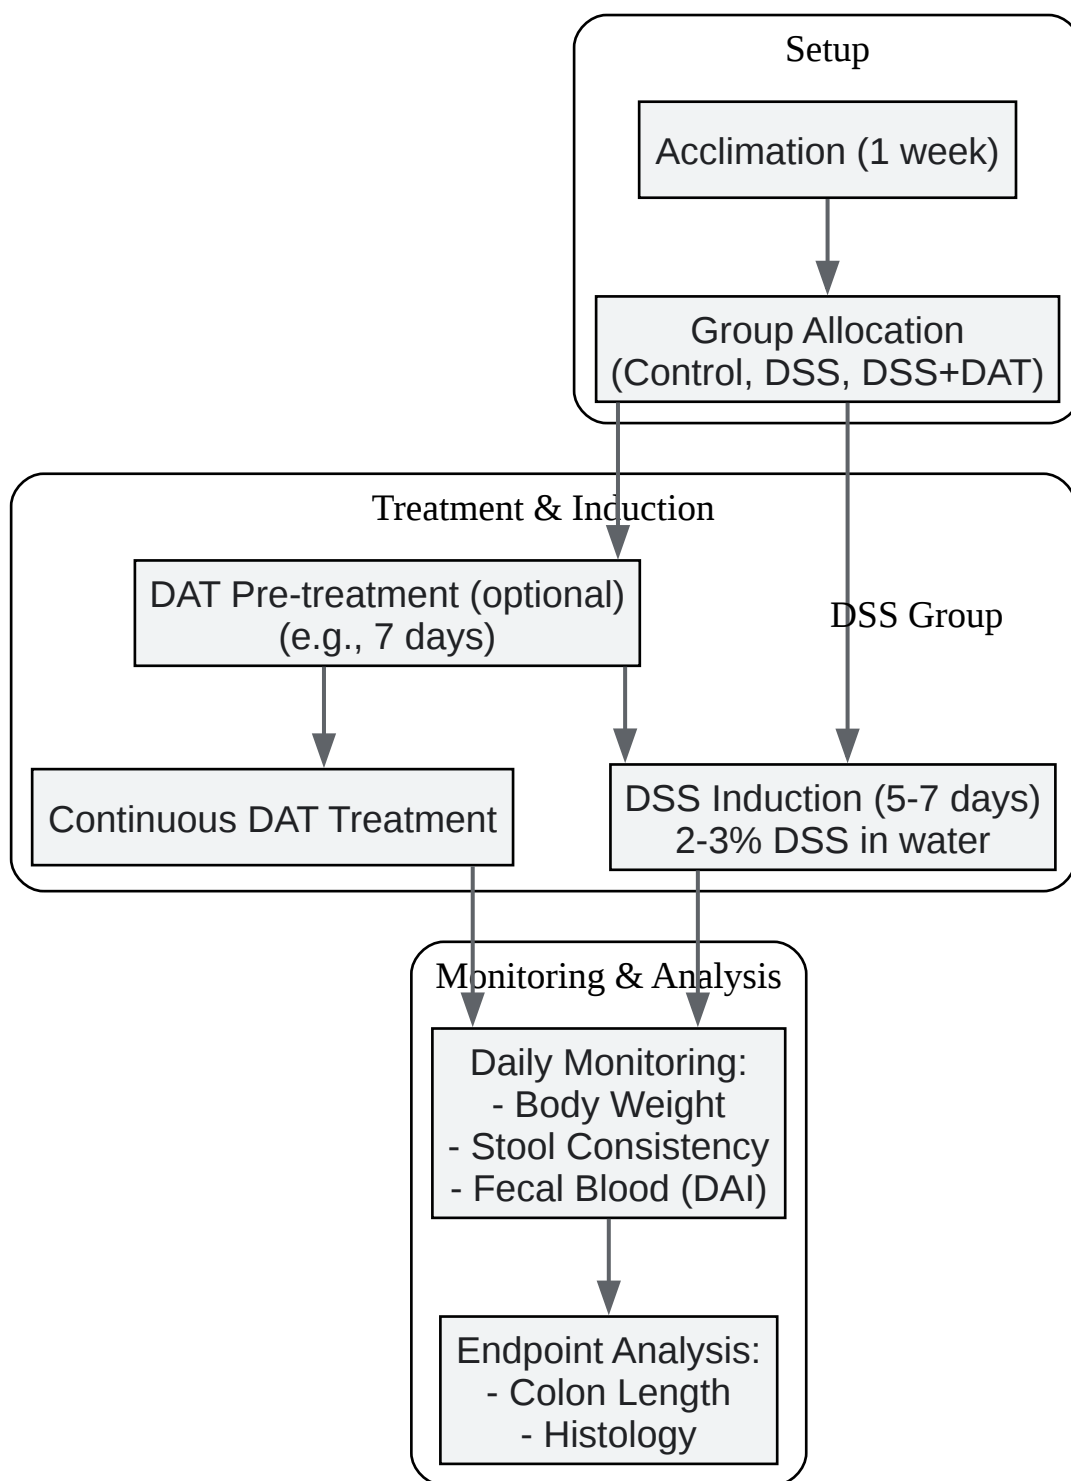 Setup
Acclimation (1 week)
Group Allocation
(Control, DSS, DSS+DAT)
Treatment & Induction
DAT Pre-treatment (optional)
(e.g., 7 days)
DSS Group
Continuous DAT Treatment
DSS Induction (5-7 days)
2-3% DSS in water
Monitoring & Analysis
Daily Monitoring:
- Body Weight
- Stool Consistency
- Fecal Blood (DAI)
Endpoint Analysis:
- Colon Length
- Histology